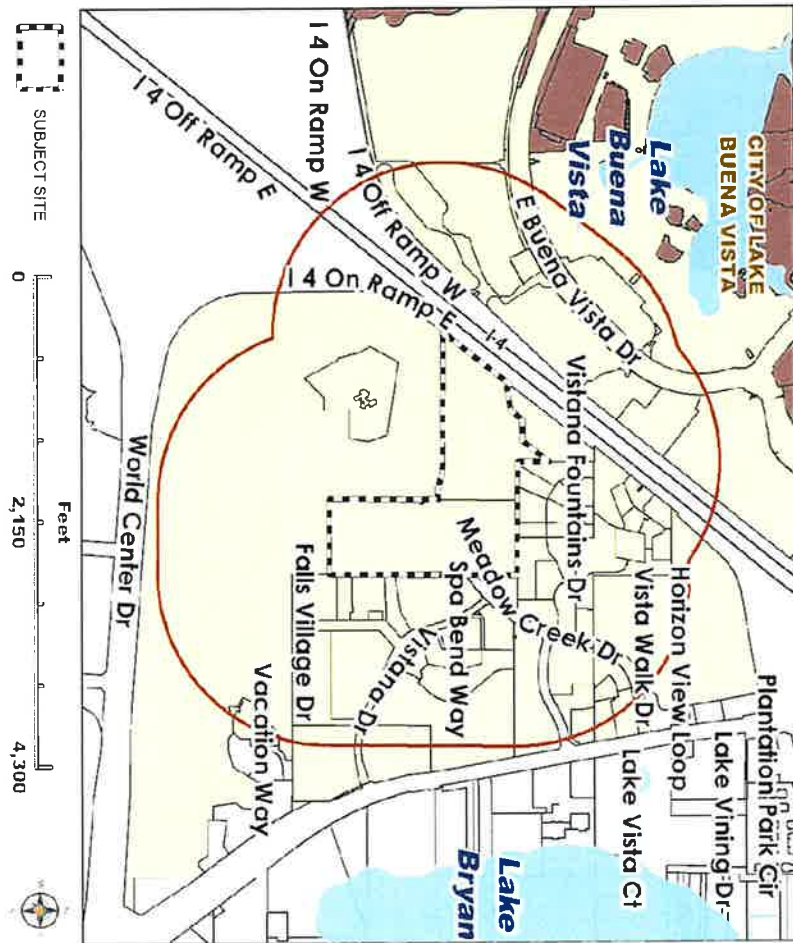 CITY OF LAKE
BUENA VISTA
Lake
Buena
Vista
I 4 On Ramp W
I 4 Off Ramp E
I 4 Off Ramp W
I 4 On Ramp E
I-4
E Buena Vista Dr
Vistana Fountains Dr
Meadow Creek Dr
Spa Bend Way
Vistana Dr
Falls Village Dr
Vacation Way
World Center Dr
Vista Walk Dr
Horizon View Loop
Plantation Park Cir
Lake Vining Dr
Lake Vista Ct
Lake
Bryan
SUBJECT SITE
Feet
0 2,150 4,300